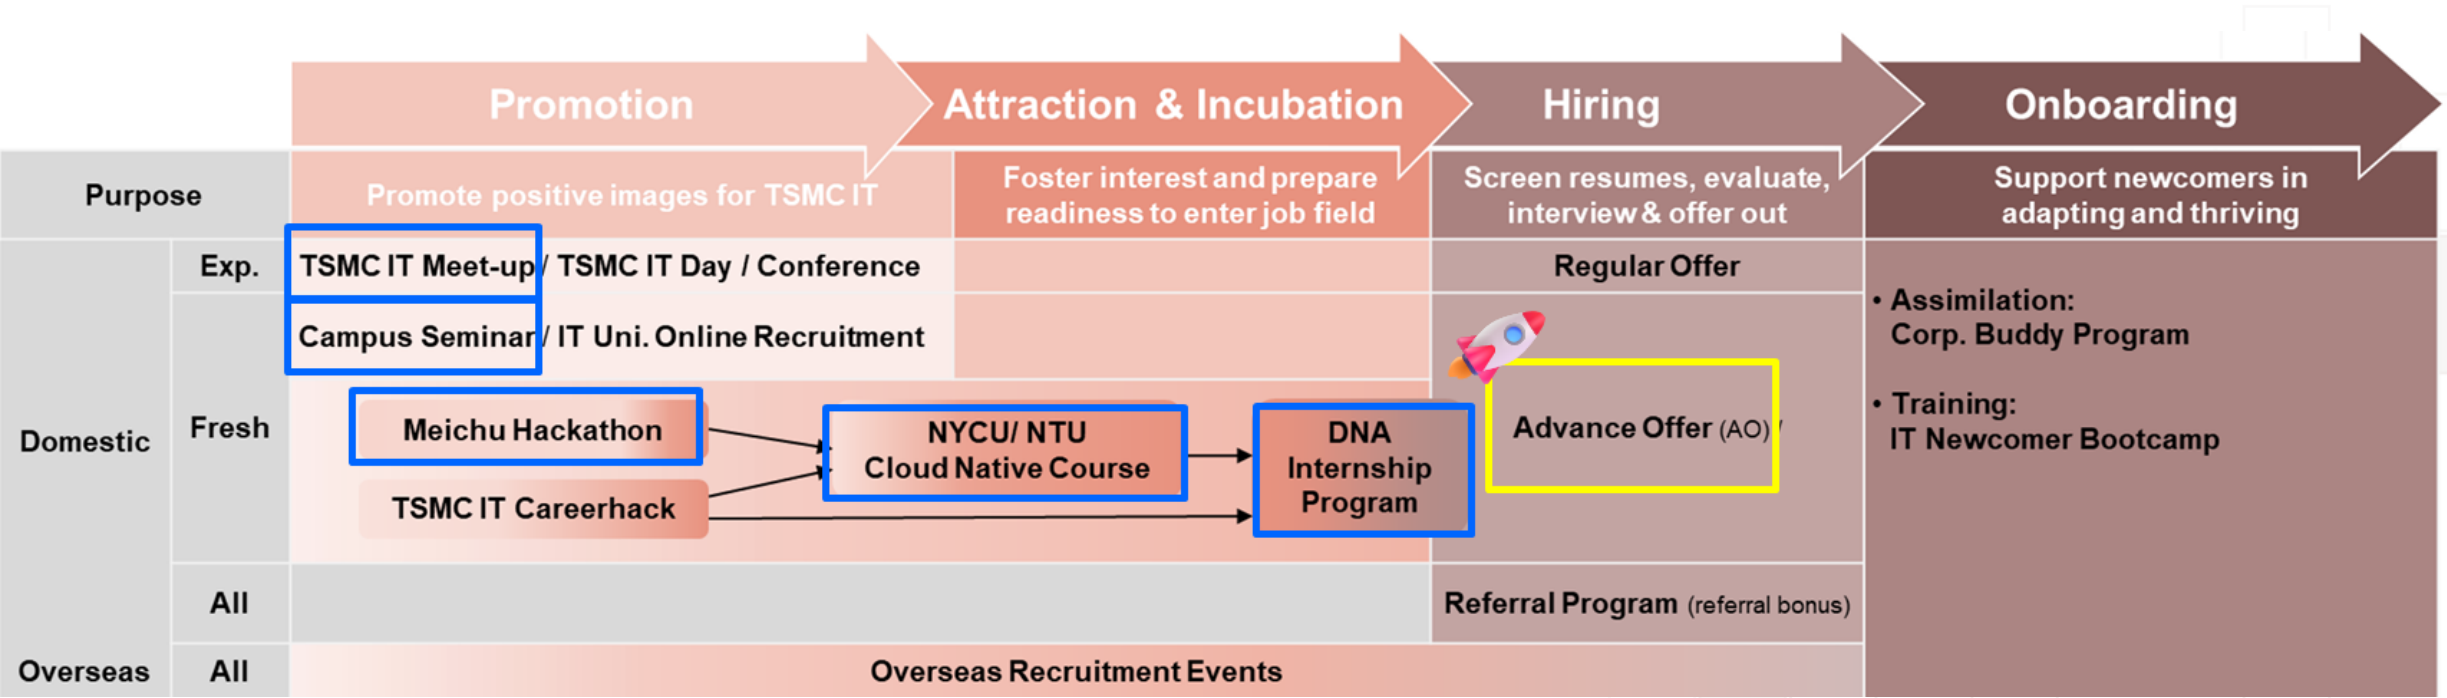 Promotion
Attraction & Incubation
Hiring
Onboarding
Purpose
Promote positive images for TSMC IT
Foster interest and prepare
readiness to enter job field
Screen resumes, evaluate,
interview & offer out
Support newcomers in
adapting and thriving
Domestic
Exp.
TSMC IT Meet-up / TSMC IT Day / Conference
Regular Offer
Fresh
Campus Seminar / IT Uni. Online Recruitment
Meichu Hackathon
TSMC IT Careerhack
NYCU/ NTU
Cloud Native Course
DNA
Internship
Program
Advance Offer (AO) /
• Assimilation:
Corp. Buddy Program
• Training:
IT Newcomer Bootcamp
All
Referral Program (referral bonus)
Overseas
All
Overseas Recruitment Events